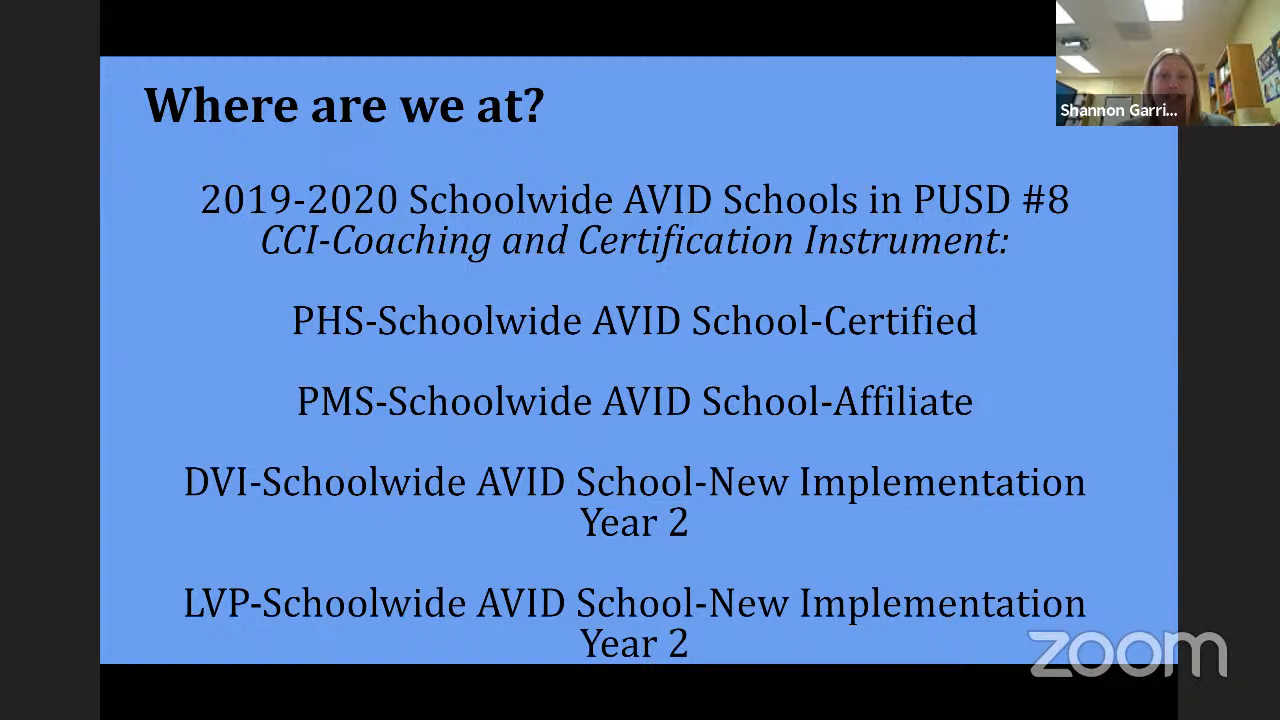 Where are we at?
Shannon Garri...
2019-2020 Schoolwide AVID Schools in PUSD #8
CCI-Coaching and Certification Instrument:
PHS-Schoolwide AVID School-Certified
PMS-Schoolwide AVID School-Affiliate
DVI-Schoolwide AVID School-New Implementation
Year 2
LVP-Schoolwide AVID School-New Implementation
Year 2
zoom